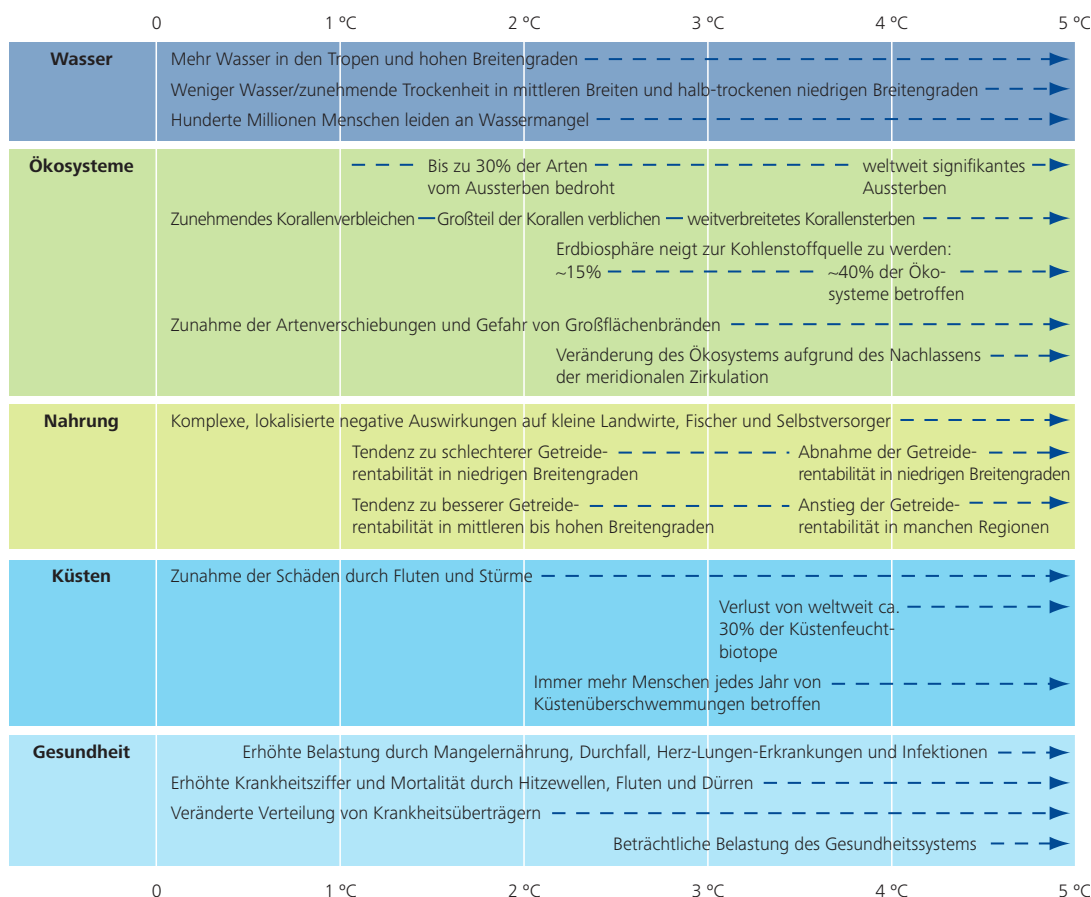 0 1 °C 2 °C 3 °C 4 °C 5 °C
Wasser
Mehr Wasser in den Tropen und hohen Breitengraden
Weniger Wasser/zunehmende Trockenheit in mittleren Breiten und halb-trockenen niedrigen Breitengraden
Hunderte Millionen Menschen leiden an Wassermangel
Ökosysteme
Bis zu 30% der Arten
vom Aussterben bedroht
weltweit signifikantes
Aussterben
Zunehmendes Korallenverbleichen
Großteil der Korallen verblichen
weitverbreitetes Korallensterben
Erdbiosphäre neigt zur Kohlenstoffquelle zu werden:
~15%
~40% der Öko-
systeme betroffen
Zunahme der Artenverschiebungen und Gefahr von Großflächenbränden
Veränderung des Ökosystems aufgrund des Nachlassens
der meridionalen Zirkulation
Nahrung
Komplexe, lokalisierte negative Auswirkungen auf kleine Landwirte, Fischer und Selbstversorger
Tendenz zu schlechterer Getreide-
rentabilität in niedrigen Breitengraden
Abnahme der Getreide-
rentabilität in niedrigen Breitengraden
Tendenz zu besserer Getreide-
rentabilität in mittleren bis hohen Breitengraden
Anstieg der Getreide-
rentabilität in manchen Regionen
Küsten
Zunahme der Schäden durch Fluten und Stürme
Verlust von weltweit ca.
30% der Küstenfeucht-
biotope
Immer mehr Menschen jedes Jahr von
Küstenüberschwemmungen betroffen
Gesundheit
Erhöhte Belastung durch Mangelernährung, Durchfall, Herz-Lungen-Erkrankungen und Infektionen
Erhöhte Krankheitsziffer und Mortalität durch Hitzewellen, Fluten und Dürren
Veränderte Verteilung von Krankheitsüberträgern
Beträchtliche Belastung des Gesundheitssystems
0 1 °C 2 °C 3 °C 4 °C 5 °C